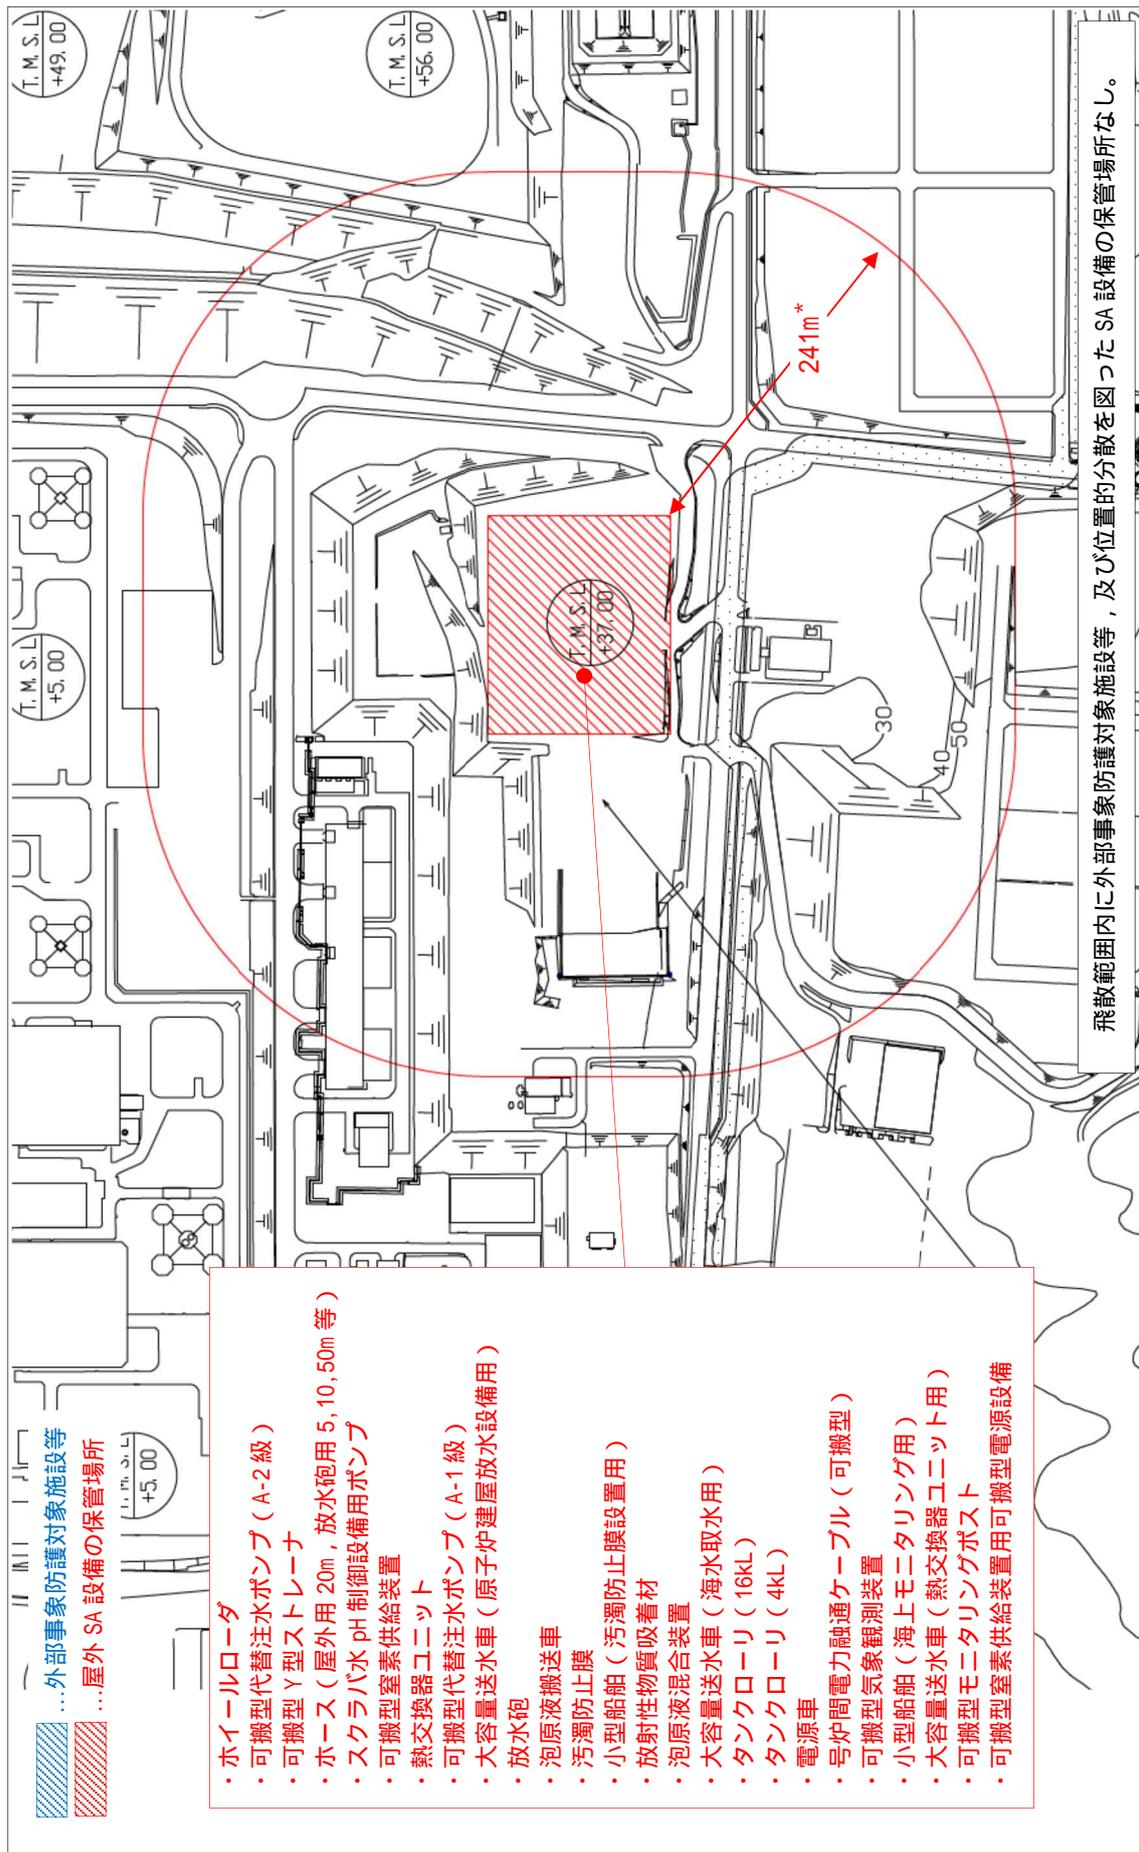 …外部事象防護対象施設等
…屋外 SA 設備の保管場所
・ホイールローダ
・可搬型代替注水ポンプ（A-2 級）
・可搬型 Y 型ストレーナ
・ホース（屋外用 20m，放水砲用 5,10,50m 等）
・スクラバ水 pH 制御設備用ポンプ
・可搬型窒素供給装置
・熱交換器ユニット
・可搬型代替注水ポンプ（A-1 級）
・大容量送水車（原子炉建屋放水設備用）
・放水砲
・泡原液搬送車
・汚濁防止膜
・小型船舶（汚濁防止膜設置用）
・放射性物質吸着材
・泡原液混合装置
・大容量送水車（海水取水用）
・タンクローリ（16kL）
・タンクローリ（4kL）
・電源車
・号炉間電力融通ケーブル（可搬型）
・可搬型気象観測装置
・小型船舶（海上モニタリング用）
・大容量送水車（熱交換器ユニット用）
・可搬型モニタリングポスト
・可搬型窒素供給装置用可搬型電源設備
T.M.S.L
+5.00
T.M.S.L
+5.00
T.M.S.L
+49.00
T.M.S.L
+56.00
T.M.S.L
+37.00
241m*
30
40
50
飛散範囲内に外部事象防護対象施設等，及び位置的分散を図った SA 設備の保管場所なし。